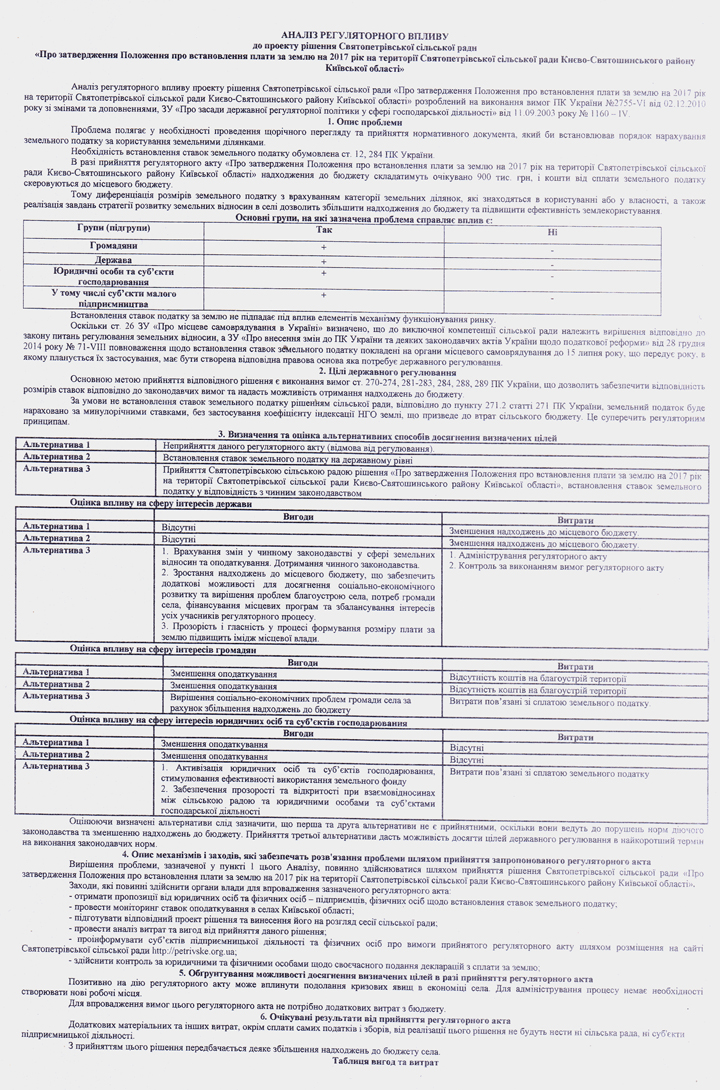 АНАЛІЗ РЕГУЛЯТОРНОГО ВПЛИВУ
до проекту рішення Святопетрівської сільської ради
«Про затвердження Положення про встановлення плати за землю на 2017 рік на території Святопетрівської сільської ради Києво-Святошинського району
Київської області»
Аналіз регуляторного впливу проекту рішення Святопетрівської сільської ради «Про затвердження Положення про встановлення плати за землю на 2017 рік
на території Святопетрівської сільської ради Києво-Святошинського району Київської області» розроблений на виконання вимог ПК України №2755-VI від 02.12.2010
року зі змінами та доповненнями, ЗУ «Про засади державної регуляторної політики у сфері господарської діяльності» від 11.09.2003 року № 1160 – IV.
1. Опис проблеми
Проблема полягає у необхідності проведення щорічного перегляду та прийняття нормативного документа, який би встановлював порядок нарахування
земельного податку за користування земельними ділянками.
Необхідність встановлення ставок земельного податку обумовлена ст. 12, 284 ПК України.
В разі прийняття регуляторного акту «Про затвердження Положення про встановлення плати за землю на 2017 рік на території Святопетрівської сільської
ради Києво-Святошинського району Київської області» надходження до бюджету складатимуть очікувано 900 тис. грн, і кошти від сплати земельного податку
скеровуються до місцевого бюджету.
Тому диференціація розмірів земельного податку з врахуванням категорії земельних ділянок, які знаходяться в користуванні або у власності, а також
реалізація завдань стратегії розвитку земельних відносин в селі дозволить збільшити надходження до бюджету та підвищити ефективність землекористування.
Основні групи, на які зазначена проблема справляє вплив є:
Групи (підгрупи) Так Ні
Громадяни + -
Держава + -
Юридичні особи та суб’єкти + -
господарювання
У тому числі суб’єкти малого + -
підприємництва
Встановлення ставок податку за землю не підпадає під вплив елементів механізму функціонування ринку.
Оскільки ст. 26 ЗУ «Про місцеве самоврядування в Україні» визначено, що до виключної компетенції сільської ради належить вирішення відповідно до
закону питань регулювання земельних відносин, а ЗУ «Про внесення змін до ПК України та деяких законодавчих актів України щодо податкової реформи» від 28 грудня
2014 року № 71-VIII повноваження щодо встановлення ставок земельного податку покладені на органи місцевого самоврядування до 15 липня року, що передує року, в
якому планується їх застосування, має бути створена відповідна правова основа яка потребує державного регулювання.
2. Цілі державного регулювання
Основною метою прийняття відповідного рішення є виконання вимог ст. 270-274, 281-283, 284, 288, 289 ПК України, що дозволить забезпечити відповідність
розмірів ставок відповідно до законодавчих вимог та надасть можливість отримання надходжень до бюджету.
За умови не встановлення ставок земельного податку рішенням сільської ради, відповідно до пункту 271.2 статті 271 ПК України, земельний податок буде
нараховано за минулорічними ставками, без застосування коефіцієнту індексації НГО землі, що призведе до втрат сільського бюджету. Це суперечить регуляторним
принципам.
3. Визначення та оцінка альтернативних способів досягнення визначених цілей
Альтернатива 1 Неприйняття даного регуляторного акту (відмова від регулювання).
Альтернатива 2 Встановлення ставок земельного податку на державному рівні
Альтернатива 3 Прийняття Святопетрівською сільською радою рішення «Про затвердження Положення про встановлення плати за землю на 2017 рік
на території Святопетрівської сільської ради Києво-Святошинського району Київської області», встановлення ставок земельного
податку у відповідність з чинним законодавством
Оцінка впливу на сферу інтересів держави
Вигоди Витрати
Альтернатива 1 Відсутні Зменшення надходжень до місцевого бюджету.
Альтернатива 2 Відсутні Зменшення надходжень до місцевого бюджету.
Альтернатива 3 1. Врахування змін у чинному законодавстві у сфері земельних 1. Адміністрування регуляторного акту
відносин та оподаткування. Дотримання чинного законодавства. 2. Контроль за виконанням вимог регуляторного акту
2. Зростання надходжень до місцевого бюджету, що забезпечить
додаткові можливості для досягнення соціально-економічного
розвитку та вирішення проблем благоустрою села, потреб громади
села, фінансування місцевих програм та збалансування інтересів
усіх учасників регуляторного процесу.
3. Прозорість і гласність у процесі формування розміру плати за
землю підвищить імідж місцевої влади.
Оцінка впливу на сферу інтересів громадян
Вигоди Витрати
Альтернатива 1 Зменшення оподаткування Відсутність коштів на благоустрій території
Альтернатива 2 Зменшення оподаткування Відсутність коштів на благоустрій території
Альтернатива 3 Вирішення соціально-економічних проблем громади села за Витрати пов’язані зі сплатою земельного податку.
рахунок збільшення надходжень до бюджету
Оцінка впливу на сферу інтересів юридичних осіб та суб’єктів господарювання
Вигоди Витрати
Альтернатива 1 Зменшення оподаткування Відсутні
Альтернатива 2 Зменшення оподаткування Відсутні
Альтернатива 3 1. Активізація юридичних осіб та суб’єктів господарювання, Витрати пов’язані зі сплатою земельного податку
стимулювання ефективності використання земельного фонду
2. Забезпечення прозорості та відкритості при взаємовідносинах
між сільською радою та юридичними особами та суб’єктами
господарської діяльності
Оцінюючи визначені альтернативи слід зазначити, що перша та друга альтернативи не є прийнятними, оскільки вони ведуть до порушень норм діючого
законодавства та зменшенню надходжень до бюджету. Прийняття третьої альтернативи дасть можливість досягти цілей державного регулювання в найкоротший термін
на виконання законодавчих норм.
4. Опис механізмів і заходів, які забезпечать розв'язання проблеми шляхом прийняття запропонованого регуляторного акта
Вирішення проблеми, зазначеної у пункті 1 цього Аналізу, повинно здійснюватися шляхом прийняття рішення Святопетрівської сільської ради «Про
затвердження Положення про встановлення плати за землю на 2017 рік на території Святопетрівської сільської ради Києво-Святошинського району Київської області».
Заходи, які повинні здійснити органи влади для впровадження зазначеного регуляторного акта:
- отримати пропозиції від юридичних осіб та фізичних осіб – підприємців, фізичних осіб щодо встановлення ставок земельного податку;
- провести моніторинг ставок оподаткування в селах Київської області;
- підготувати відповідний проект рішення та винесення його на розгляд сесії сільської ради;
- провести аналіз витрат та вигод від прийняття даного рішення;
- проінформувати суб’єктів підприємницької діяльності та фізичних осіб про вимоги прийнятого регуляторного акту шляхом розміщення на сайті
Святопетрівської сільської ради http://petrivske.org.ua;
- здійснити контроль за юридичними та фізичними особами щодо своєчасного подання декларацій з сплати за землю;
5. Обґрунтування можливості досягнення визначених цілей в разі прийняття регуляторного акта
Позитивно на дію регуляторного акту може вплинути подолання кризових явищ в економіці села. Для адміністрування процесу немає необхідності
створювати нові робочі місця.
Для впровадження вимог цього регуляторного акта не потрібно додаткових витрат з бюджету.
6. Очікувані результати від прийняття регуляторного акта
Додаткових матеріальних та інших витрат, окрім сплати самих податків і зборів, від реалізації цього рішення не будуть нести ні сільська рада, ні суб'єкти
підприємницької діяльності.
З прийняттям цього рішення передбачається деяке збільшення надходжень до бюджету села.
Таблиця вигод та витрат